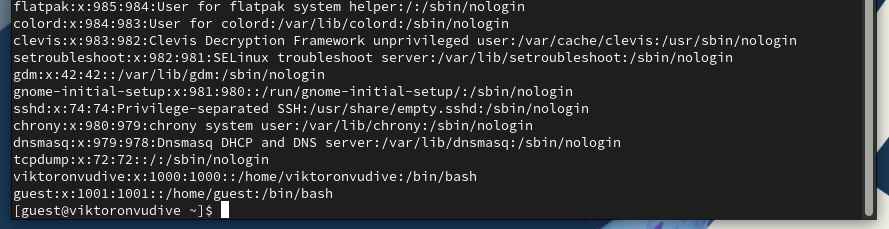 flatpak:x:985:984:User for flatpak system helper:/:/sbin/nologin
colord:x:984:983:User for colord:/var/lib/colord:/sbin/nologin
clevis:x:983:982:Clevis Decryption Framework unprivileged user:/var/cache/clevis:/usr/sbin/nologin
setroubleshoot:x:982:981:SELinux troubleshoot server:/var/lib/setroubleshoot:/sbin/nologin
gdm:x:42:42::/var/lib/gdm:/sbin/nologin
gnome-initial-setup:x:981:980::/run/gnome-initial-setup/:/sbin/nologin
sshd:x:74:74:Privilege-separated SSH:/usr/share/empty.sshd:/sbin/nologin
chrony:x:980:979:chrony system user:/var/lib/chrony:/sbin/nologin
dnsmasq:x:979:978:Dnsmasq DHCP and DNS server:/var/lib/dnsmasq:/sbin/nologin
tcpdump:x:72:72::/:/sbin/nologin
viktoronvudive:x:1000:1000::/home/viktoronvudive:/bin/bash
guest:x:1001:1001::/home/guest:/bin/bash
[guest@viktoronvudive ~]$